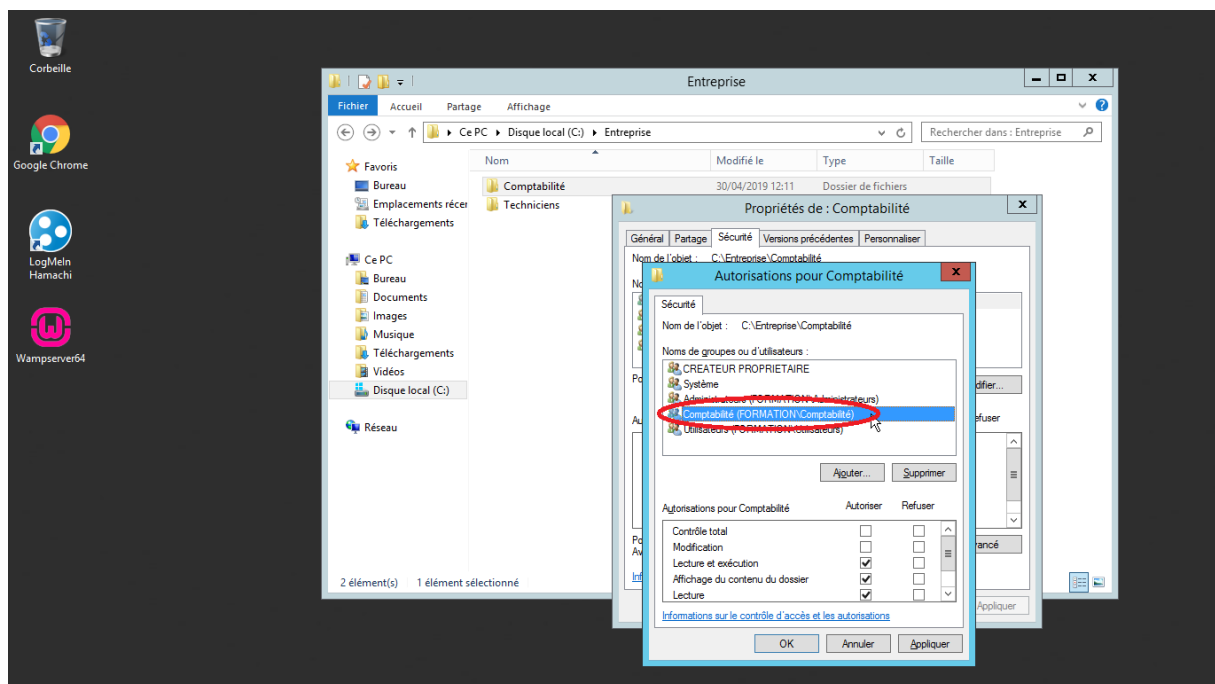 Corbeille
Google Chrome
LogMeIn
Hamachi
Wampserver64
Entreprise
Fichier Accueil Partage Affichage
Ce PC Disque local (C:) Entreprise
Rechercher dans : Entreprise
Nom Modifié le Type Taille
Favoris
Bureau
Emplacements récer
Téléchargements
Ce PC
Bureau
Documents
Images
Musique
Téléchargements
Vidéos
Disque local (C:)
Réseau
Comptabilité 30/04/2019 12:11 Dossier de fichiers
Techniciens
2 élément(s) 1 élément sélectionné
Propriétés de : Comptabilité
Général Partage Sécurité Versions précédentes Personnaliser
Nom de l'objet : C:\Entreprise\Comptabilité
difier...
efuser
vancé
Appliquer
Autorisations pour Comptabilité
Sécurité
Nom de l'objet : C:\Entreprise\Comptabilité
Noms de groupes ou d'utilisateurs :
CREATEUR PROPRIETAIRE
Système
Administrateurs (FORMATION\Administrateurs)
Comptabilité (FORMATION\Comptabilité)
Utilisateurs (FORMATION\Utilisateurs)
Ajouter... Supprimer
Autorisations pour Comptabilité Autoriser Refuser
Contrôle total
Modification
Lecture et exécution
Affichage du contenu du dossier
Lecture
Informations sur le contrôle d'accès et les autorisations
OK Annuler Appliquer